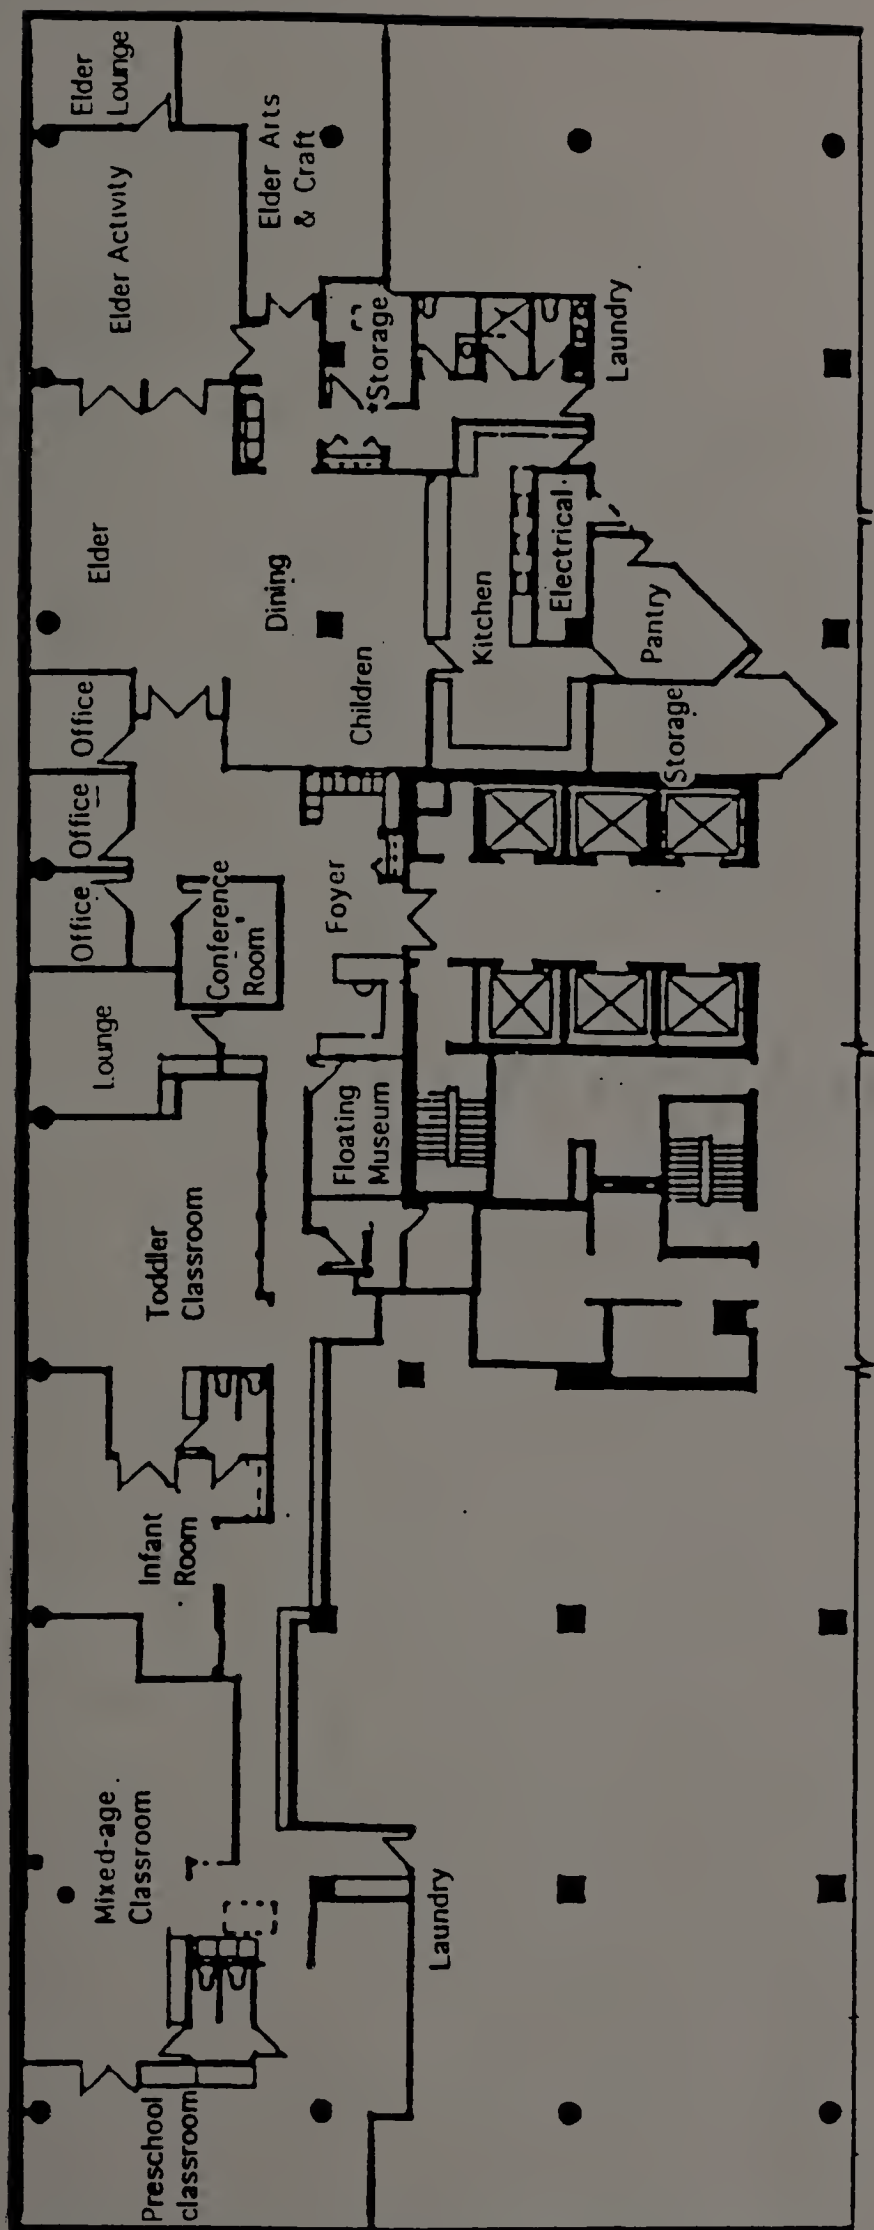 Preschool
classroom
Mixed-age
Classroom
Infant
Room
Toddler
Classroom
Lounge
Office
Office
Office
Conference
Room
Elder
Elder Activity
Elder
Lounge
Elder Arts
& Craft
Dining
Floating
Museum
Foyer
Children
*Storage
Laundry
Kitchen
Electrical
Laundry
Storage
Pantry